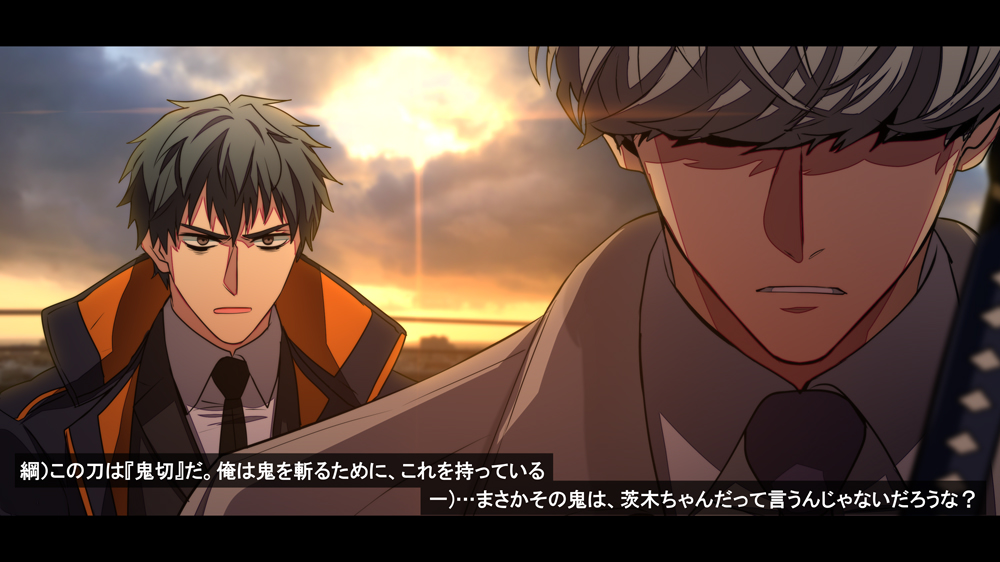 綱)この刀は『鬼切』だ。俺は鬼を斬るために、これを持っている
一)…まさかその鬼は、茨木ちゃんだって言うんじゃないだろうな？